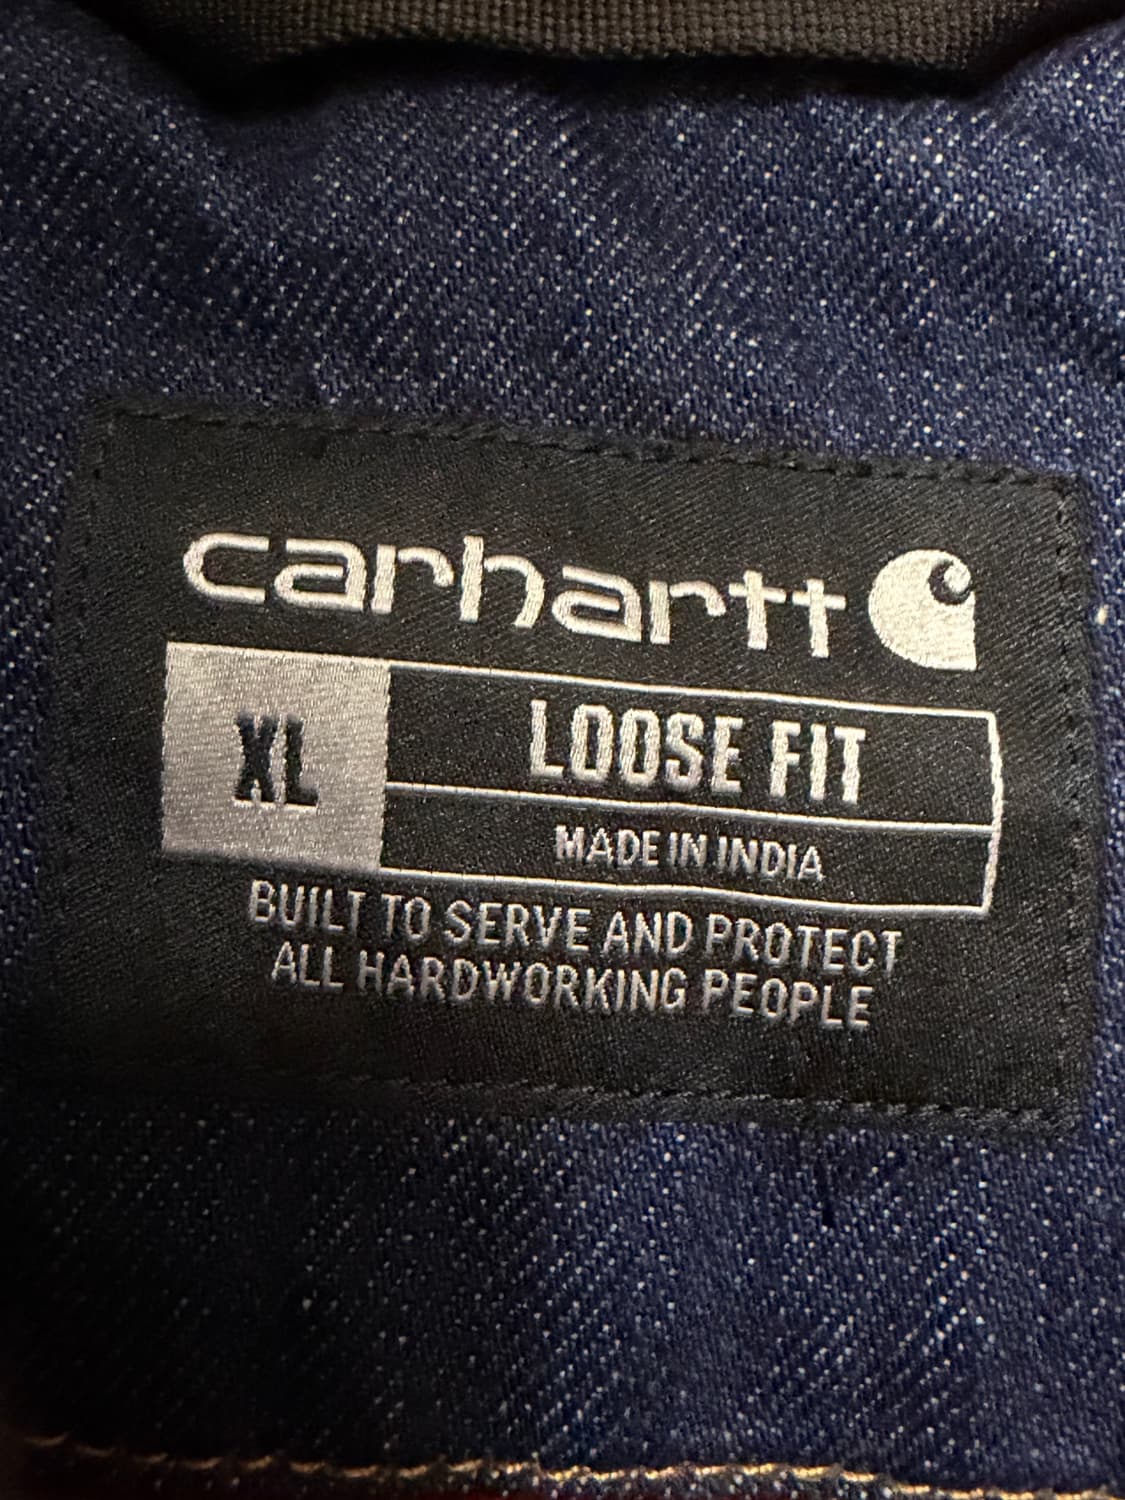 carhartt
XL
LOOSE FIT
MADE IN INDIA
BUILT TO SERVE AND PROTECT
ALL HARDWORKING PEOPLE